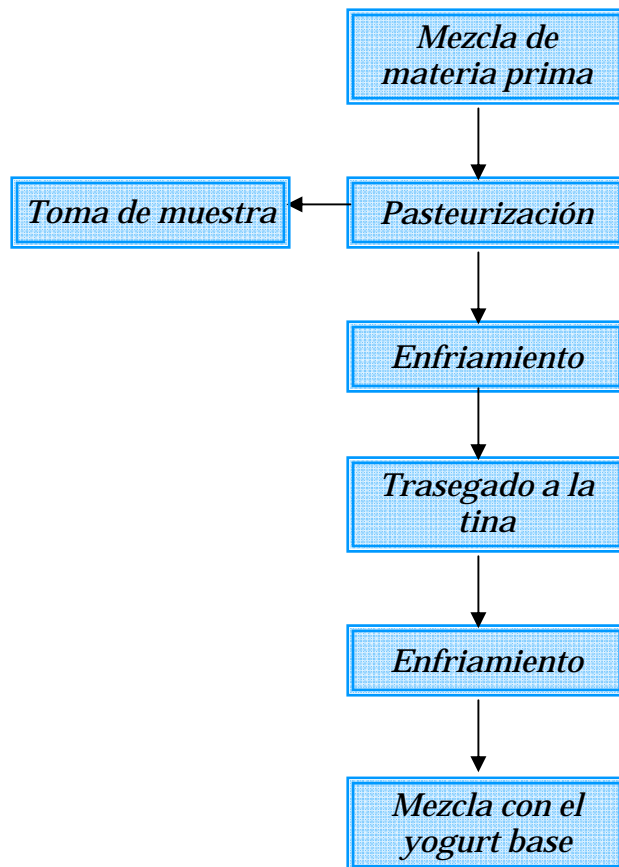 Mezcla de
materia prima
Toma de muestra
Pasteurización
Enfriamiento
Trasegado a la
tina
Enfriamiento
Mezcla con el
yogurt base